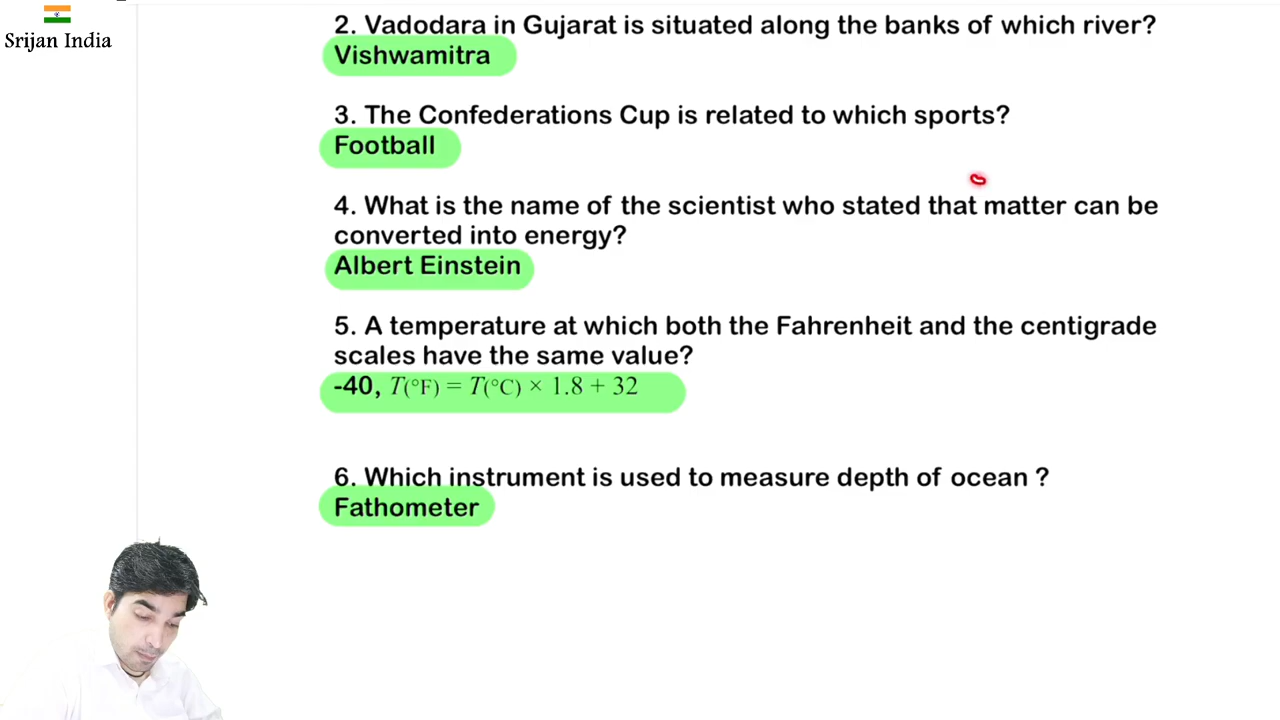 Srijan India
2. Vadodara in Gujarat is situated along the banks of which river?
Vishwamitra
3. The Confederations Cup is related to which sports?
Football
4. What is the name of the scientist who stated that matter can be
converted into energy?
Albert Einstein
5. A temperature at which both the Fahrenheit and the centigrade
scales have the same value?
-40, T(°F) = T(°C) × 1.8 + 32
6. Which instrument is used to measure depth of ocean ?
Fathometer